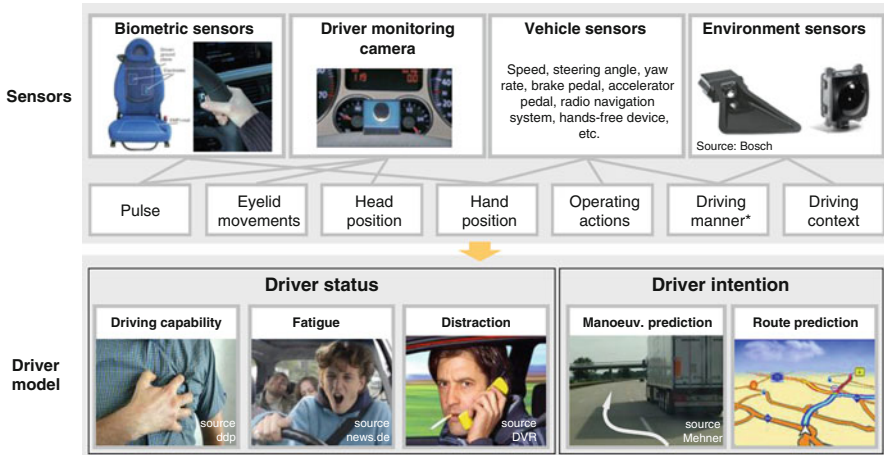 Biometric sensors
Driver monitoring
camera
Vehicle sensors
Environment sensors
Sensors
Speed, steering angle, yaw
rate, brake pedal, accelerator
pedal, radio navigation
system, hands-free device,
etc.
Source: Bosch
Pulse
Eyelid
movements
Head
position
Hand
position
Operating
actions
Driving
manner*
Driving
context
Driver
model
Driver status
Driving capability
source
ddp
Fatigue
source
news.de
Distraction
source
DVR
Driver intention
Manoeuv. prediction
source
Mehner
Route prediction